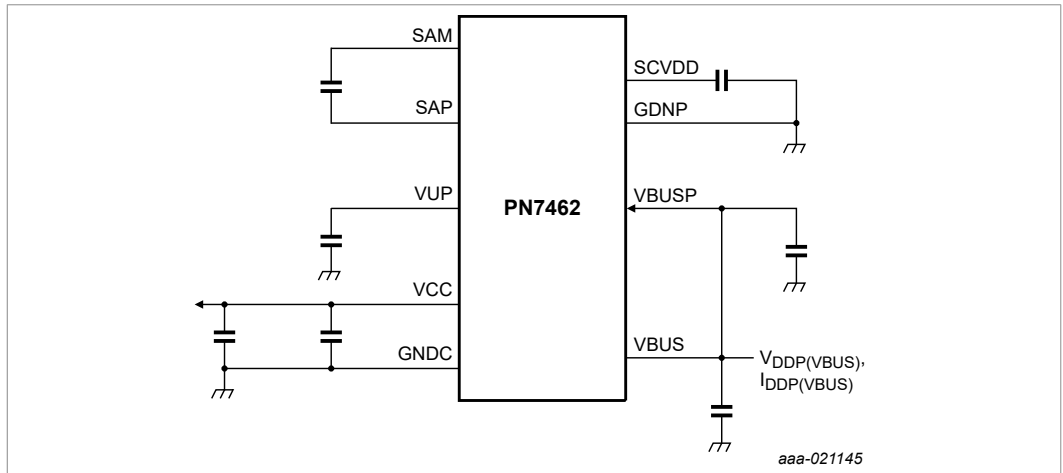 SAM
SAP
VUP
VCC
GNDC
PN7462
SCVDD
GDNP
VBUSP
VBUS
VDDP(VBUS),
IDDP(VBUS)
aaa-021145